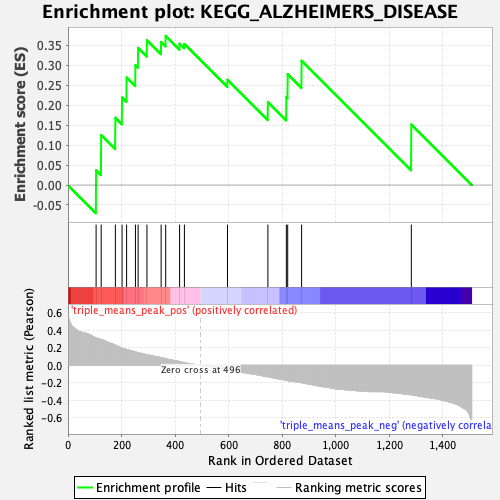 Enrichment plot: KEGG_ALZHEIMERS_DISEASE
Enrichment score (ES)
0.35
0.30
0.25
0.20
0.15
0.10
0.05
0.00
-0.05
'triple_means_peak_pos' (positively correlated)
Ranked list metric (Pearson)
0.6
0.4
0.2
0.0
-0.2
-0.4
-0.6
Zero cross at 496
'triple_means_peak_neg' (negatively correla
0 200 400 600 800 1,000 1,200 1,400
Rank in Ordered Dataset
Enrichment profile Hits Ranking metric scores